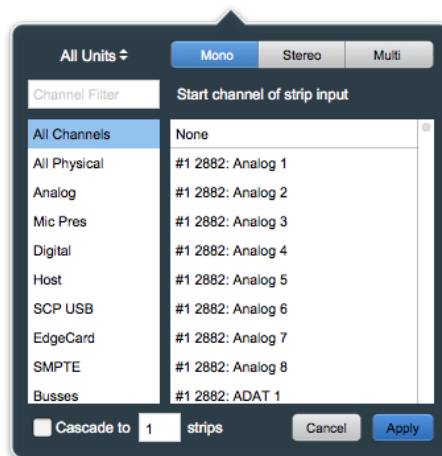 All Units
Mono
Stereo
Multi
Channel Filter
Start channel of strip input
All Channels
All Physical
Analog
Mic Pres
Digital
Host
SCP USB
EdgeCard
SMPTE
Busses
None
#1 2882: Analog 1
#1 2882: Analog 2
#1 2882: Analog 3
#1 2882: Analog 4
#1 2882: Analog 5
#1 2882: Analog 6
#1 2882: Analog 7
#1 2882: Analog 8
#1 2882: ADAT 1
Cascade to 1 strips
Cancel
Apply